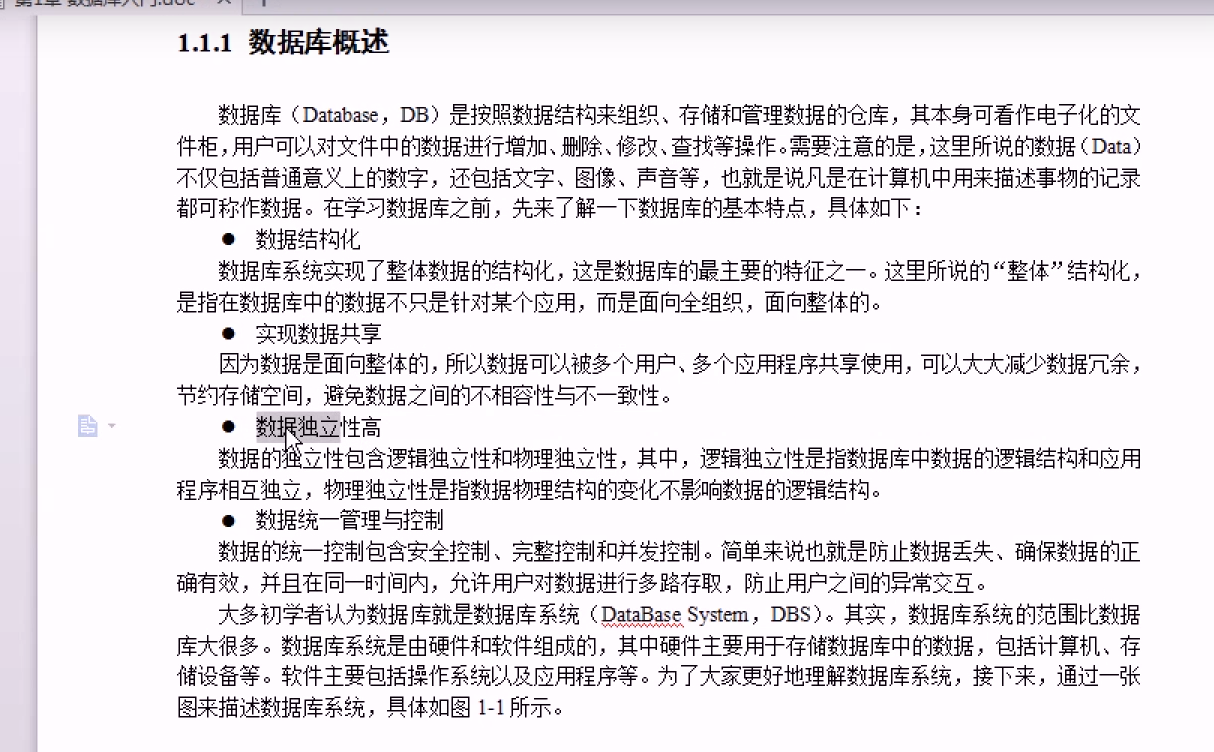 1.1.1 数据库概述
数据库（Database，DB）是按照数据结构来组织、存储和管理数据的仓库，其本身可看作电子化的文
件柜，用户可以对文件中的数据进行增加、删除、修改、查找等操作。需要注意的是，这里所说的数据（Data）
不仅包括普通意义上的数字，还包括文字、图像、声音等，也就是说凡是在计算机中用来描述事物的记录
都可称作数据。在学习数据库之前，先来了解一下数据库的基本特点，具体如下：
● 数据结构化
数据库系统实现了整体数据的结构化，这是数据库的最主要的特征之一。这里所说的“整体”结构化，
是指在数据库中的数据不只是针对某个应用，而是面向全组织，面向整体的。
● 实现数据共享
因为数据是面向整体的，所以数据可以被多个用户、多个应用程序共享使用，可以大大减少数据冗余，
节约存储空间，避免数据之间的不相容性与不一致性。
● 数据独立性高
数据的独立性包含逻辑独立性和物理独立性，其中，逻辑独立性是指数据库中数据的逻辑结构和应用
程序相互独立，物理独立性是指数据物理结构的变化不影响数据的逻辑结构。
● 数据统一管理与控制
数据的统一控制包含安全控制、完整控制和并发控制。简单来说也就是防止数据丢失、确保数据的正
确有效，并且在同一时间内，允许用户对数据进行多路存取，防止用户之间的异常交互。
大多初学者认为数据库就是数据库系统（DataBase System，DBS）。其实，数据库系统的范围比数据
库大很多。数据库系统是由硬件和软件组成的，其中硬件主要用于存储数据库中的数据，包括计算机、存
储设备等。软件主要包括操作系统以及应用程序等。为了大家更好地理解数据库系统，接下来，通过一张
图来描述数据库系统，具体如图 1-1 所示。